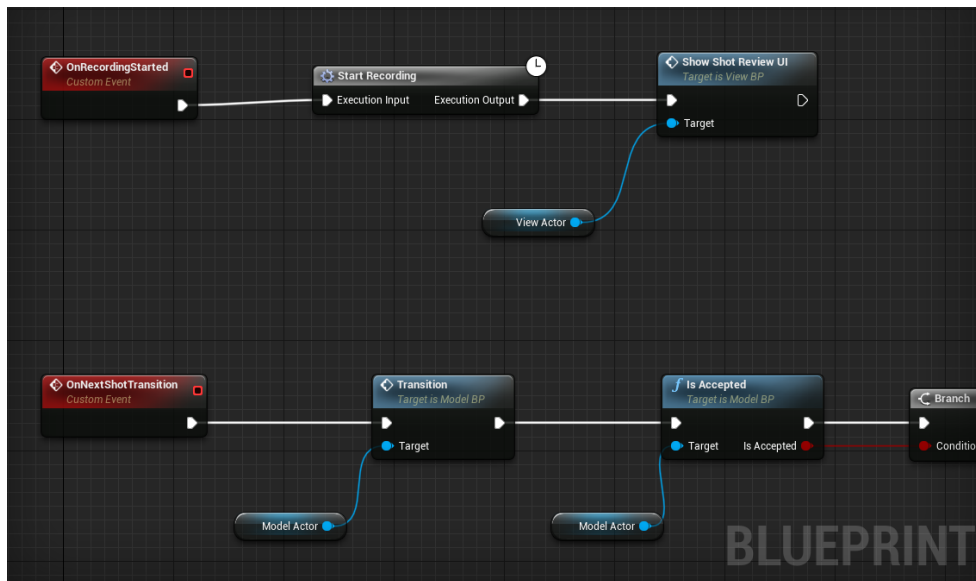 OnRecordingStarted
Custom Event
Start Recording
Execution Input
Execution Output
Show Shot Review UI
Target is View BP
Target
View Actor
OnNextShotTransition
Custom Event
Transition
Target is Model BP
Target
Model Actor
Is Accepted
Target is Model BP
Target
Is Accepted
Model Actor
Branch
Conditio
BLUEPRINT